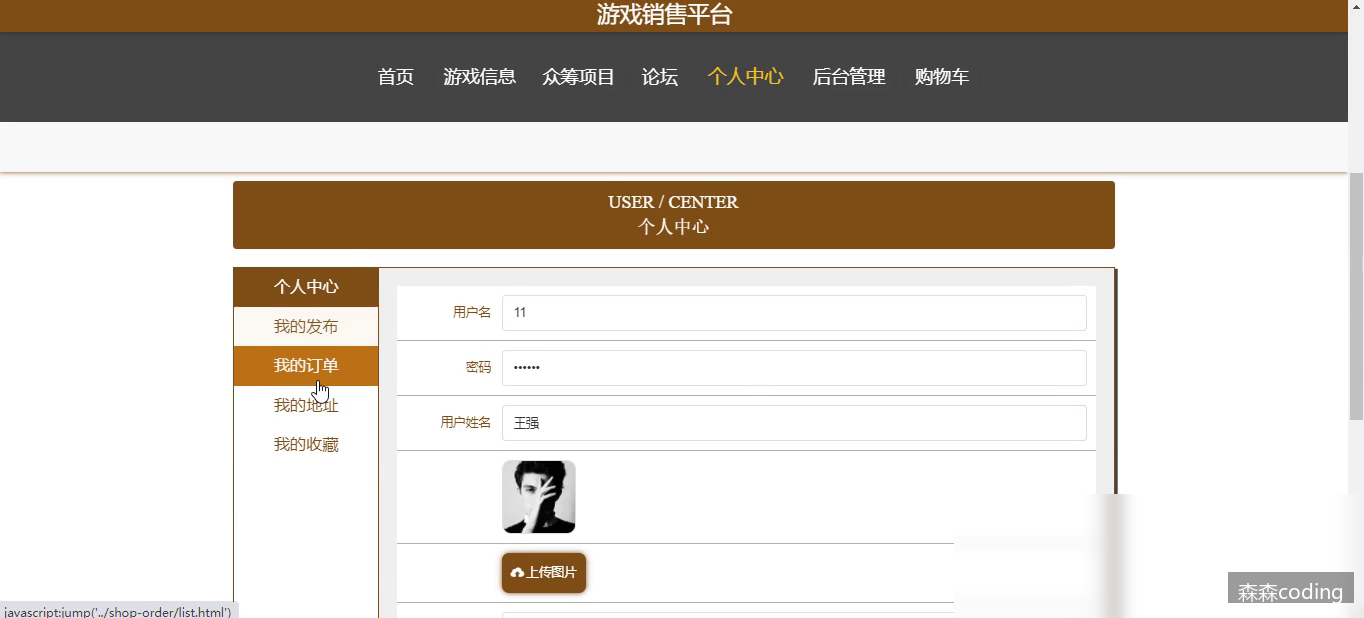 游戏销售平台
首页 游戏信息 众筹项目 论坛 个人中心 后台管理 购物车
USER / CENTER
个人中心
个人中心
我的发布
我的订单
我的地址
我的收藏
用户名 11
密码 ••••••
用户姓名 王强
上传图片
森森coding
javascript:jump('../shop-order/list.html')